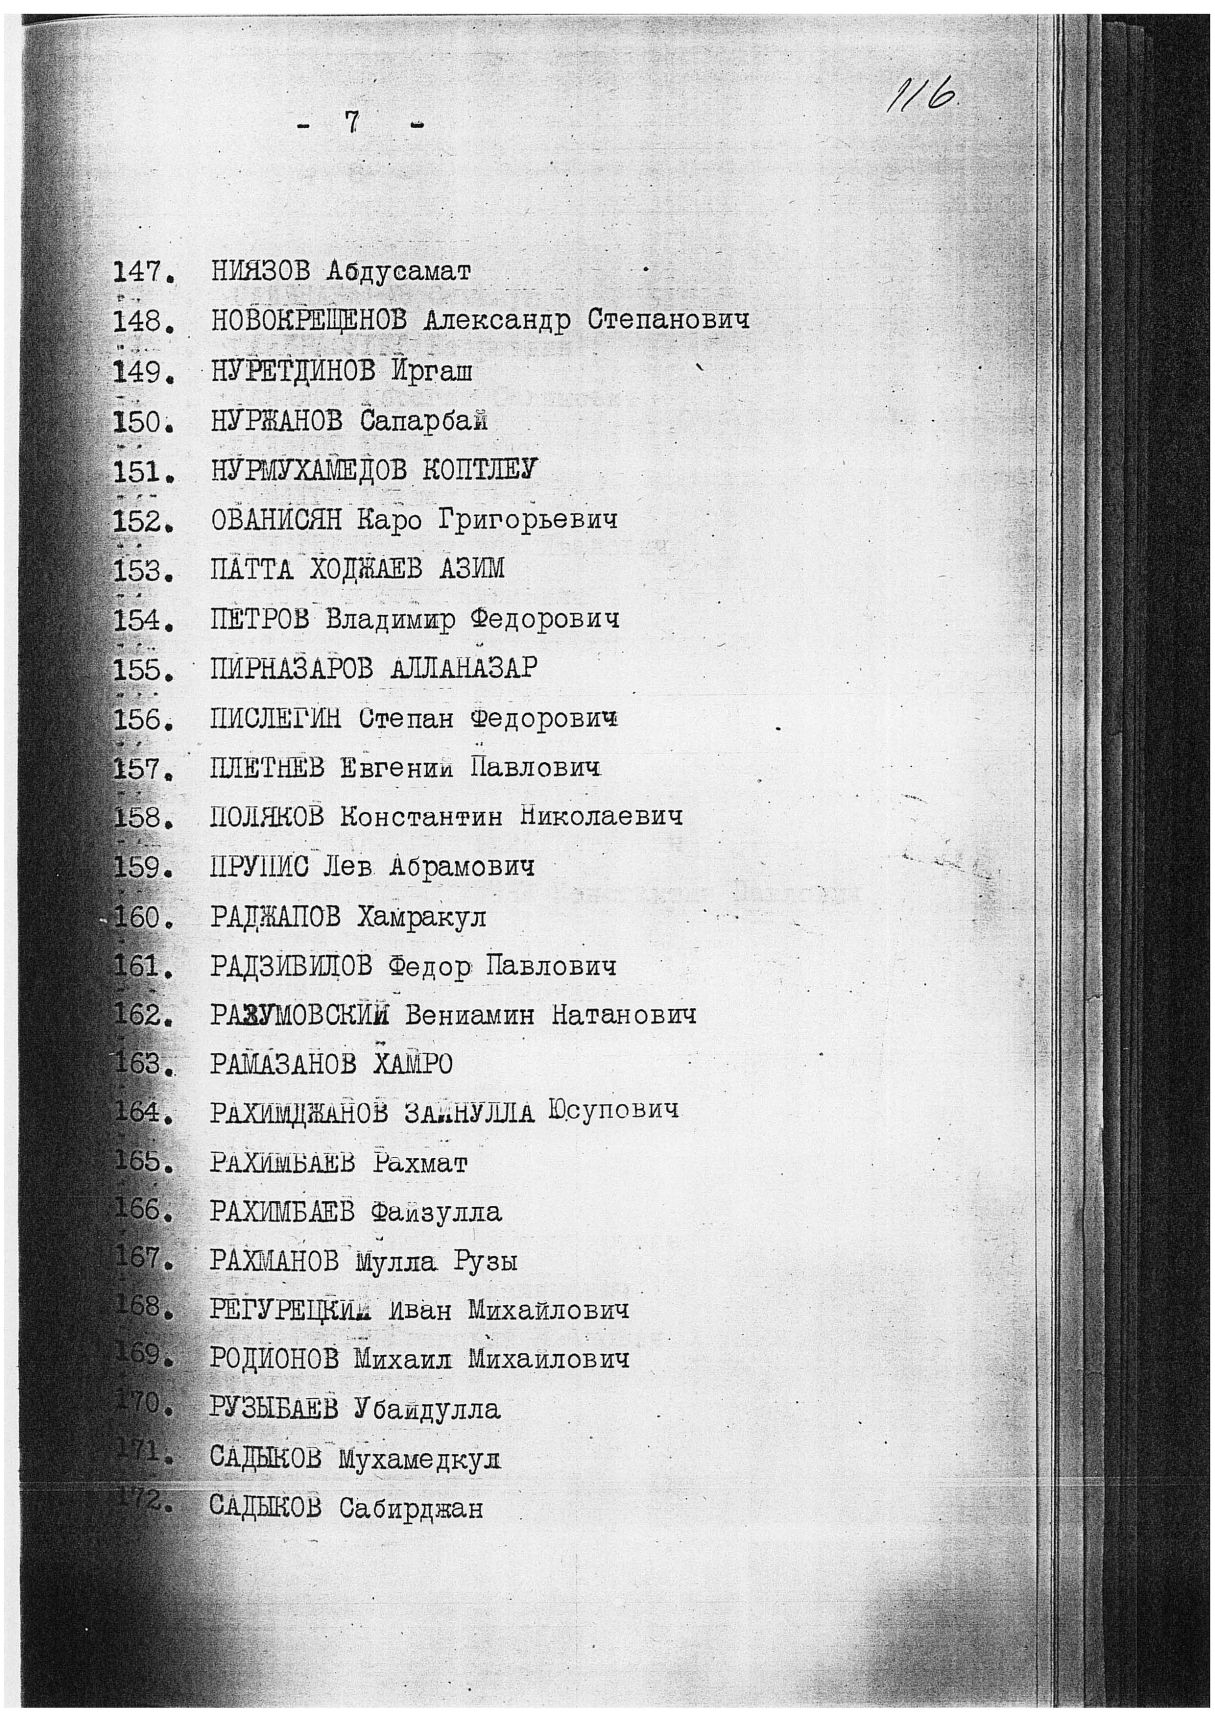 116.
- 7 -
147. НИЯЗОВ Абдусамат
148. НОВОКРЕЩЕНОВ Александр Степанович
149. НУРЕТДИНОВ Иргаш
150. НУРЖАНОВ Сапарбай
151. НУРМУХАМЕДОВ КОПТЛЕУ
152. ОВАНИСЯН Каро Григорьевич
153. ПАТТА ХОДЖАЕВ АЗИМ
154. ПЕТРОВ Владимир Федорович
155. ПИРНАЗАРОВ АЛЛАНАЗАР
156. ПИСЛЕГИН Степан Федорович
157. ПЛЕТНЕВ Евгений Павлович
158. ПОЛЯКОВ Константин Николаевич
159. ПРУПИС Лев Абрамович
160. РАДЖАПОВ Хамракул
161. РАДЗИВИЛОВ Федор Павлович
162. РАЗУМОВСКИЙ Вениамин Натанович
163. РАМАЗАНОВ ХАМРО
164. РАХИМДЖАНОВ ЗАЙНУЛЛА Юсупович
165. РАХИМБАЕВ Рахмат
166. РАХИМБАЕВ Файзулла
167. РАХМАНОВ Мулла Рузы
168. РЕГУРЕЦКИЙ Иван Михайлович
169. РОДИОНОВ Михаил Михайлович
170. РУЗЫБАЕВ Убайдулла
171. САДЫКОВ Мухамедкул
172. САДЫКОВ Сабирджан